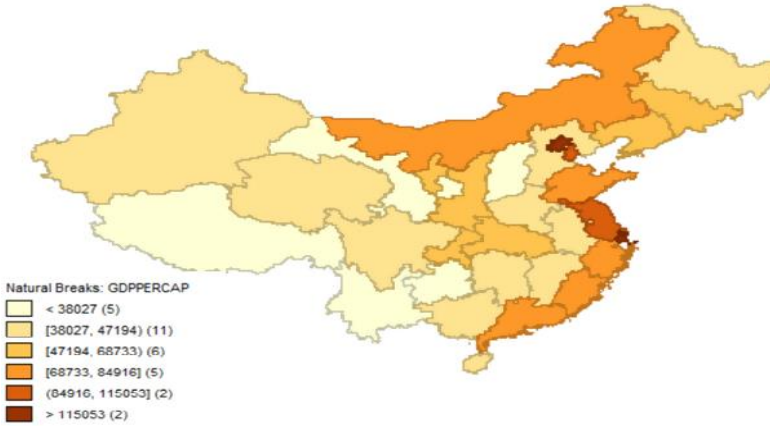 Natural Breaks: GDPPERCAP
< 38027 (5)
[38027, 47194) (11)
[47194, 68733) (6)
[68733, 84916] (5)
(84916, 115053] (2)
> 115053 (2)